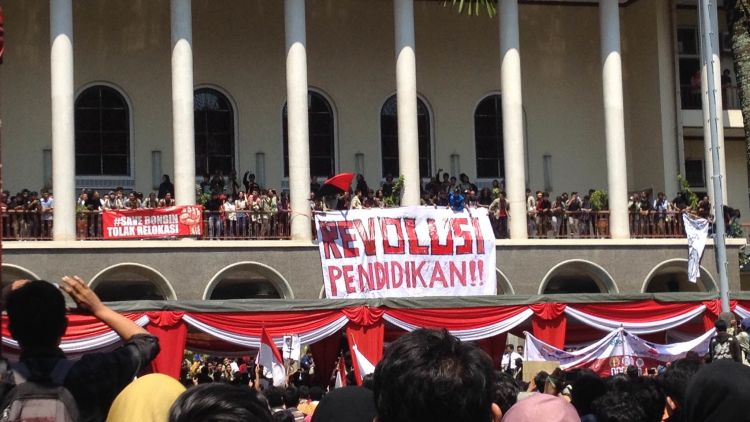 #SAVE BONBIN
TOLAK RELOKASI
REVOLUSI
PENDIDIKAN!!